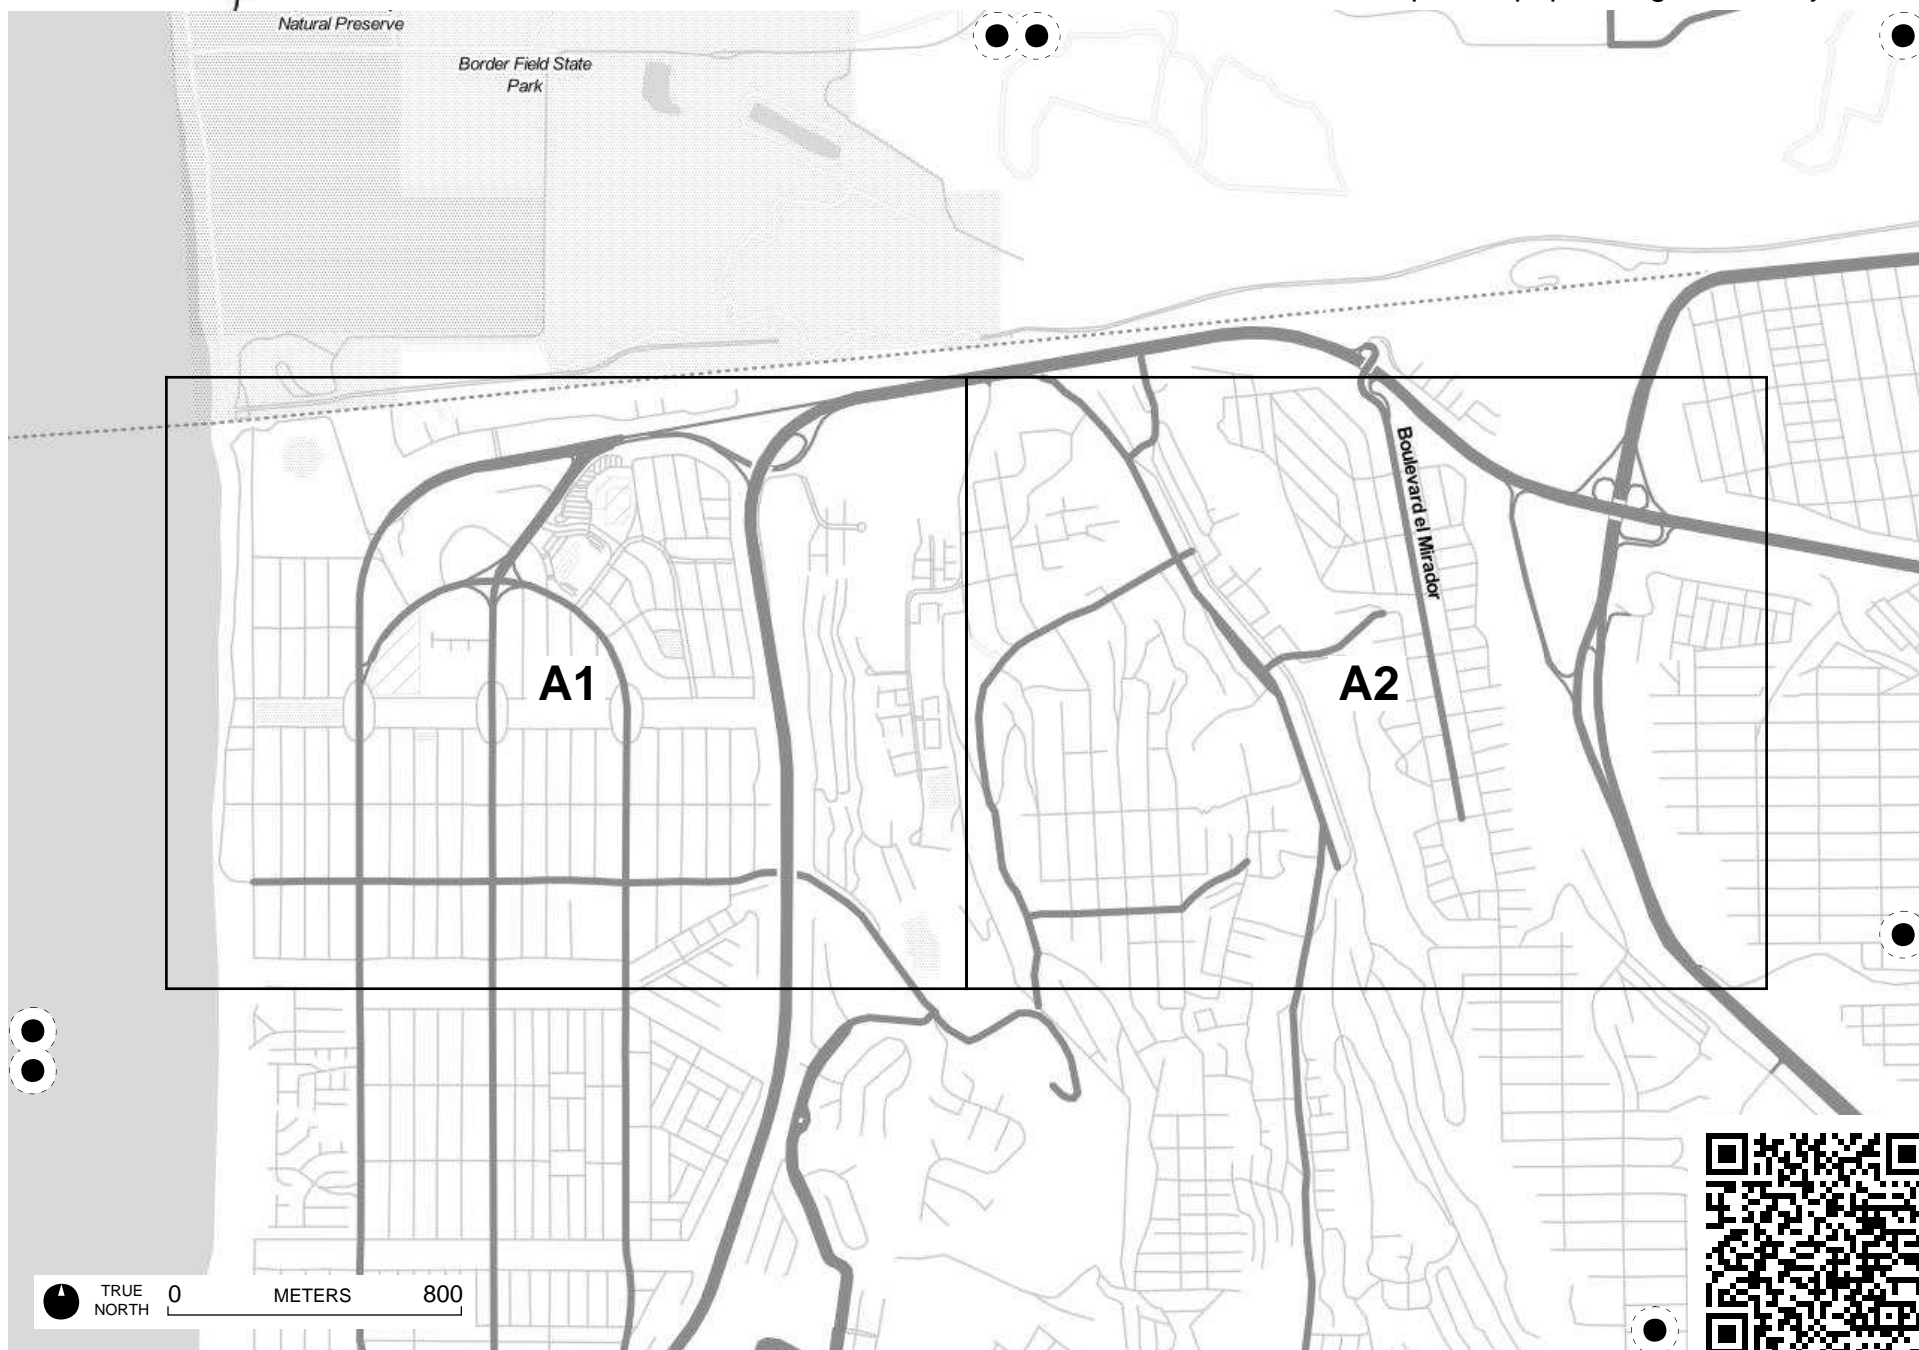 Natural Preserve
Border Field State
Park
Boulevard el Mirador
A1
A2
TRUE
NORTH
0
METERS
800